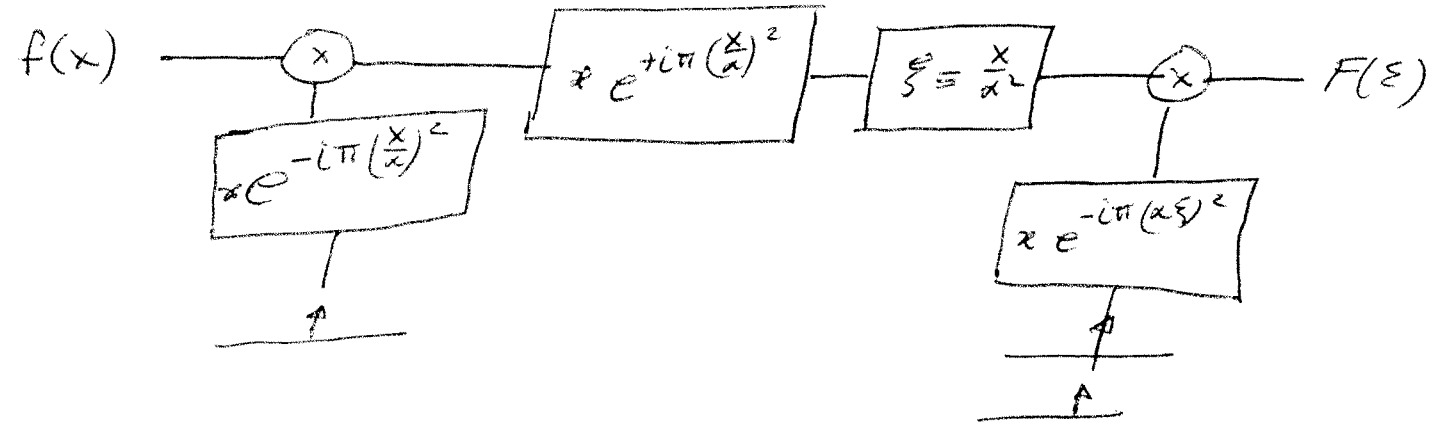 f(x)
x
* e^{+iπ(x/α)^2}
ξ ≡ x/α^2
x
F(ξ)
* e^{-iπ(x/α)^2}
* e^{-iπ(αξ)^2}